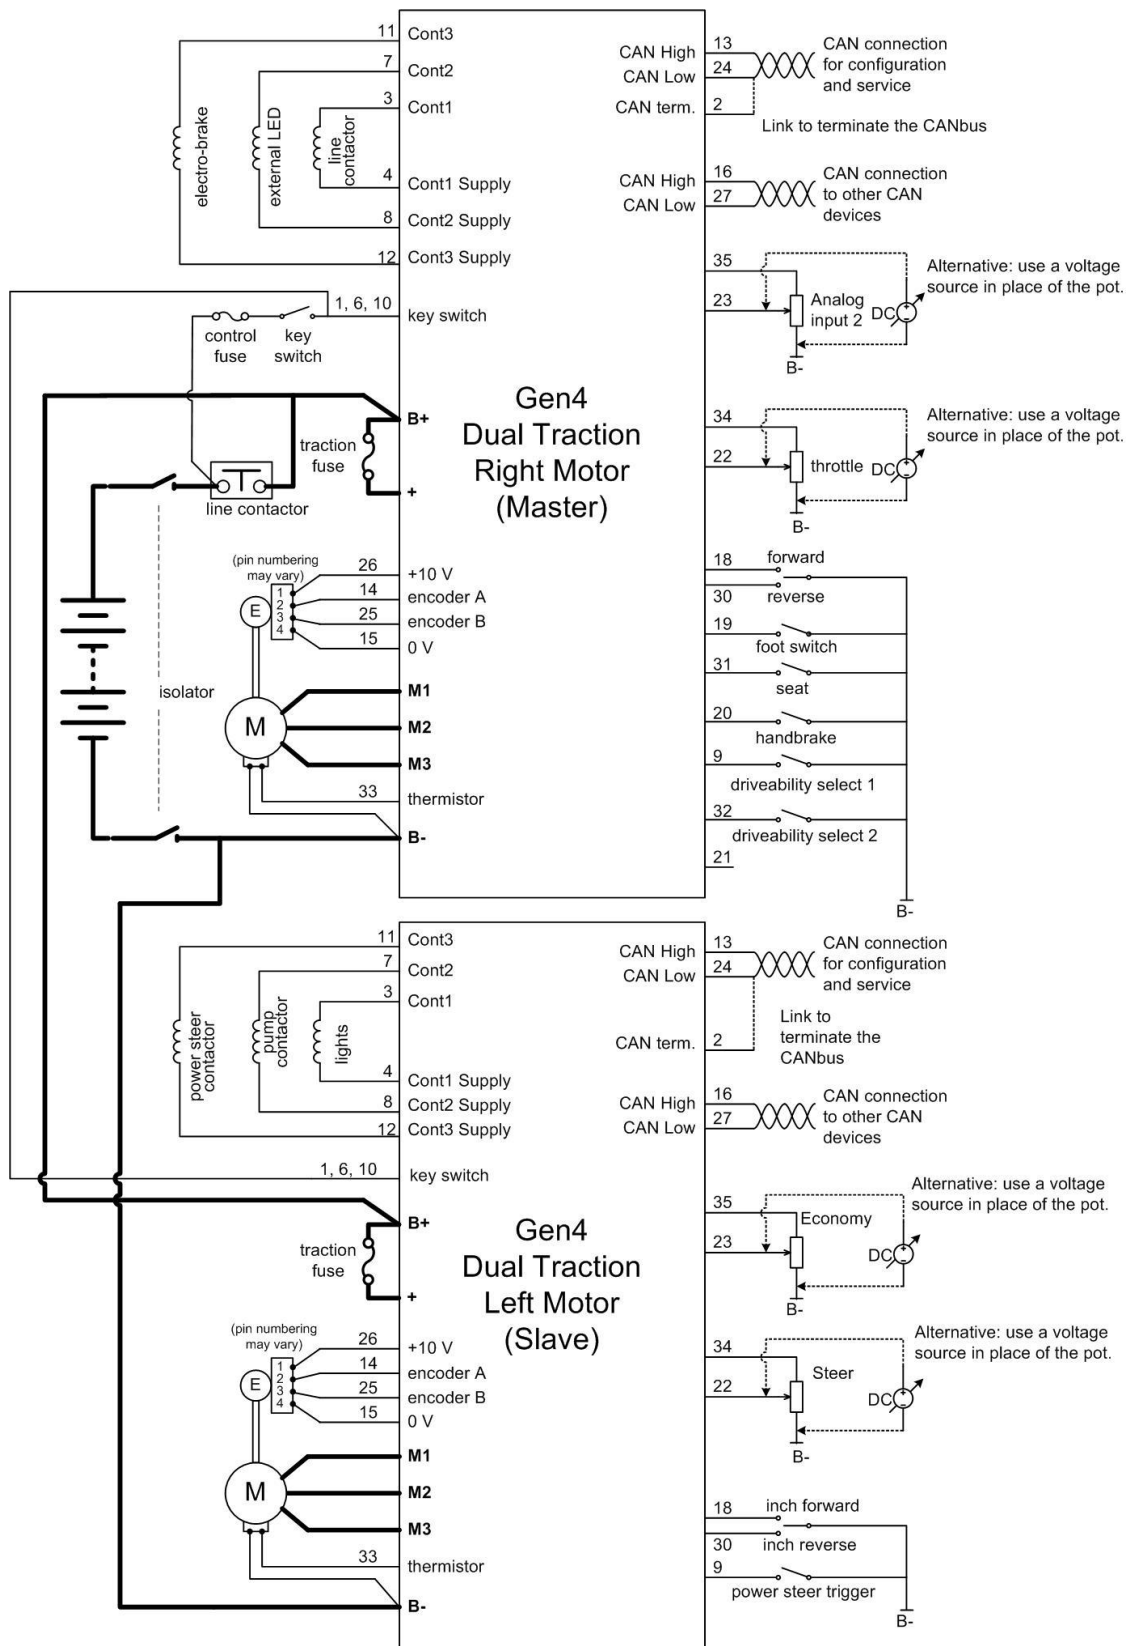 11 Cont3
7 Cont2
3 Cont1
electro-brake
external LED
line
contactor
4 Cont1 Supply
8 Cont2 Supply
12 Cont3 Supply
1, 6, 10 key switch
control
fuse
key
switch
B+
traction
fuse
+
line contactor
Gen4
Dual Traction
Right Motor
(Master)
(pin numbering
may vary)
26 +10 V
14 encoder A
25 encoder B
15 0 V
1
2
3
4
E
isolator
M
M1
M2
M3
33 thermistor
B-
CAN High 13
CAN Low 24
CAN term. 2
CAN connection
for configuration
and service
Link to terminate the CANbus
CAN High 16
CAN Low 27
CAN connection
to other CAN
devices
35
23
Analog
input 2
DC
+
-
B-
Alternative: use a voltage
source in place of the pot.
34
22
throttle
DC
+
-
B-
Alternative: use a voltage
source in place of the pot.
18 forward
30 reverse
19
foot switch
31
seat
20
handbrake
9
driveability select 1
32
driveability select 2
21
B-
11 Cont3
7 Cont2
3 Cont1
power steer
contactor
pump
contactor
lights
4 Cont1 Supply
8 Cont2 Supply
12 Cont3 Supply
1, 6, 10 key switch
B+
traction
fuse
+
Gen4
Dual Traction
Left Motor
(Slave)
(pin numbering
may vary)
26 +10 V
14 encoder A
25 encoder B
15 0 V
1
2
3
4
E
M
M1
M2
M3
33 thermistor
B-
CAN High 13
CAN Low 24
CAN term. 2
CAN connection
for configuration
and service
Link to
terminate the
CANbus
CAN High 16
CAN Low 27
CAN connection
to other CAN
devices
35
23
Economy
DC
+
-
B-
Alternative: use a voltage
source in place of the pot.
34
22
Steer
DC
+
-
B-
Alternative: use a voltage
source in place of the pot.
18 inch forward
30 inch reverse
9
power steer trigger
B-